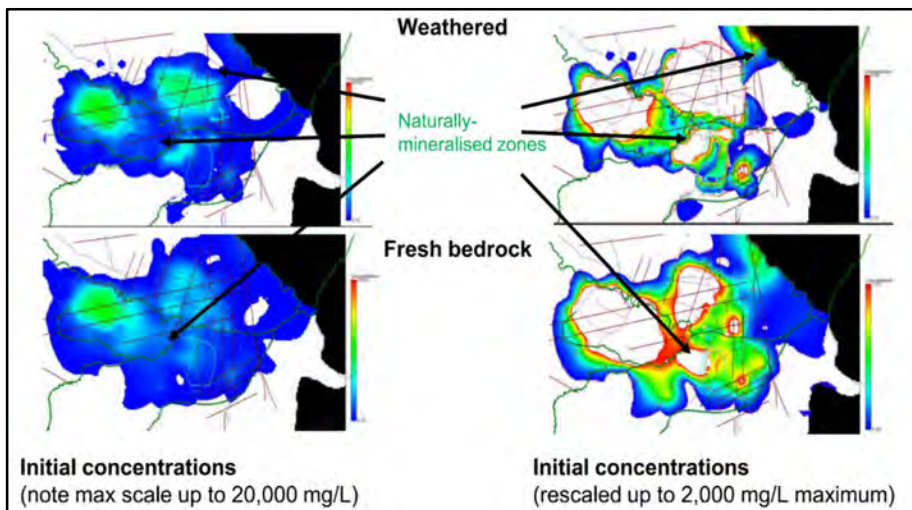 Weathered
Naturally-
mineralised zones
Fresh bedrock
Initial concentrations
(note max scale up to 20,000 mg/L)
Initial concentrations
(rescaled up to 2,000 mg/L maximum)